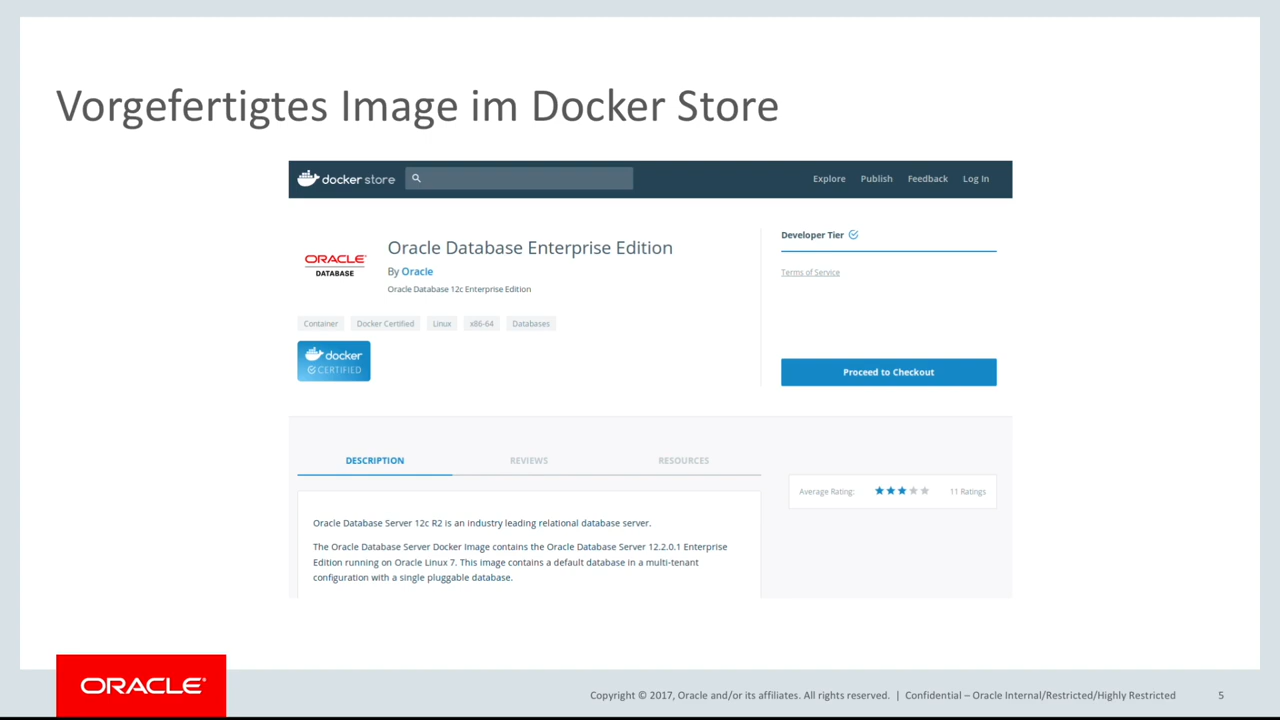 Vorgefertigtes Image im Docker Store
docker store
Explore
Publish
Feedback
Log In
ORACLE®
DATABASE
Oracle Database Enterprise Edition
By Oracle
Oracle Database 12c Enterprise Edition
Container
Docker Certified
Linux
x86-64
Databases
docker
CERTIFIED
Developer Tier
Terms of Service
Proceed to Checkout
DESCRIPTION
REVIEWS
RESOURCES
Oracle Database Server 12c R2 is an industry leading relational database server.
The Oracle Database Server Docker Image contains the Oracle Database Server 12.2.0.1 Enterprise
Edition running on Oracle Linux 7. This image contains a default database in a multi-tenant
configuration with a single pluggable database.
Average Rating:
11 Ratings
ORACLE®
Copyright © 2017, Oracle and/or its affiliates. All rights reserved. | Confidential – Oracle Internal/Restricted/Highly Restricted
5